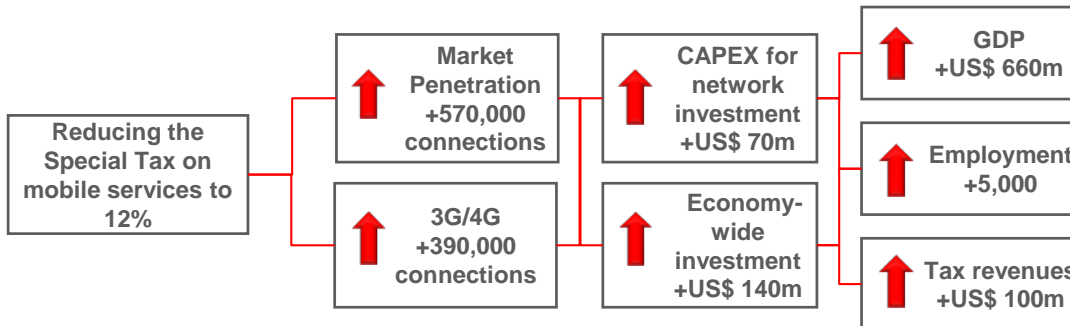 Reducing the
Special Tax on
mobile services to
12%
Market
Penetration
+570,000
connections
3G/4G
+390,000
connections
CAPEX for
network
investment
+US$ 70m
Economy-
wide
investment
+US$ 140m
GDP
+US$ 660m
Employment
+5,000
Tax revenues
+US$ 100m